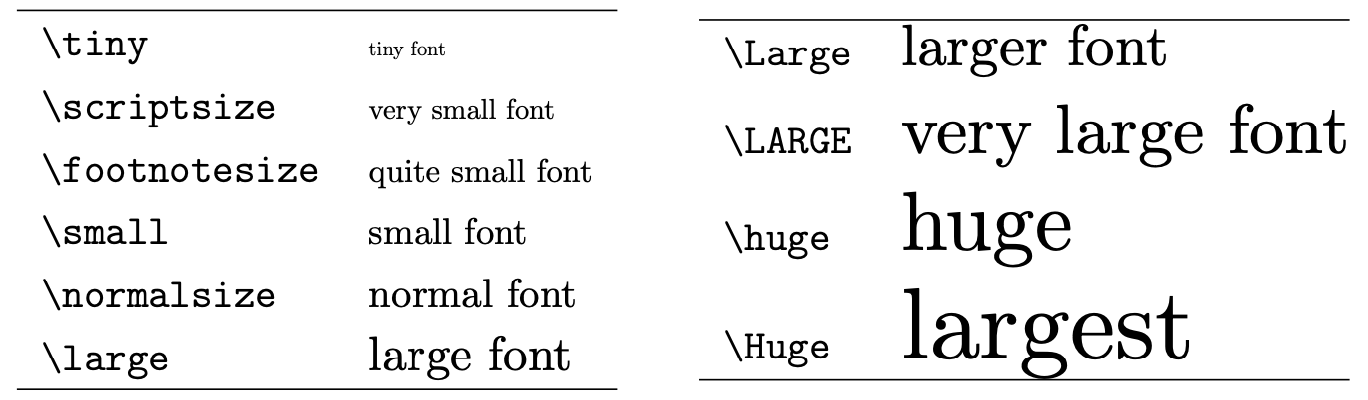 \tiny tiny font
\scriptsize very small font
\footnotesize quite small font
\small small font
\normalsize normal font
\large large font
\Large larger font
\LARGE very large font
\huge huge
\Huge largest